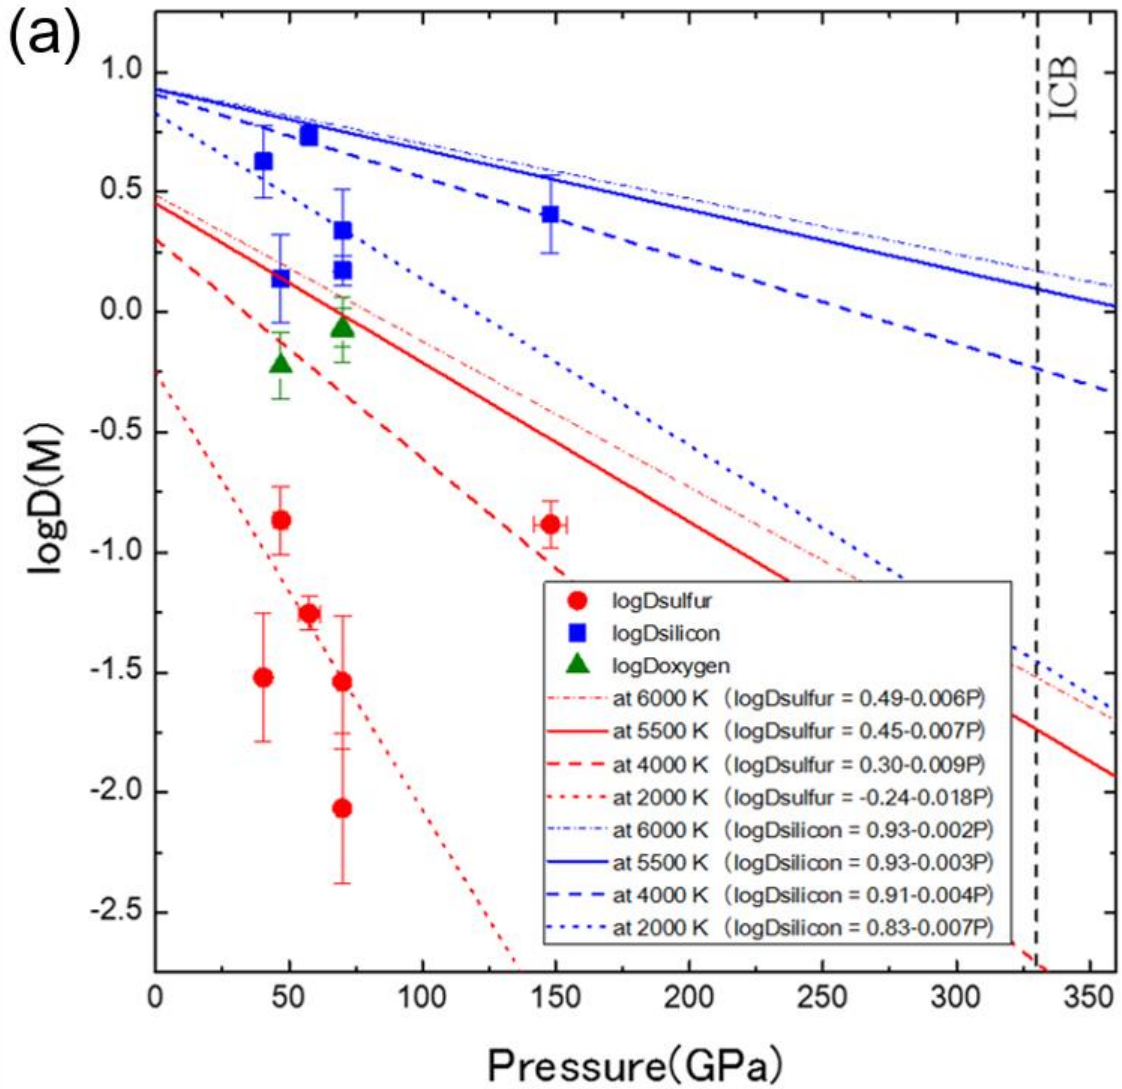 (a)
1.0
0.5
0.0
-0.5
-1.0
-1.5
-2.0
-2.5
logD(M)
ICB
logDsulfur
logDsilicon
logDoxygen
at 6000 K (logDsulfur = 0.49-0.006P)
at 5500 K (logDsulfur = 0.45-0.007P)
at 4000 K (logDsulfur = 0.30-0.009P)
at 2000 K (logDsulfur = -0.24-0.018P)
at 6000 K (logDsilicon = 0.93-0.002P)
at 5500 K (logDsilicon = 0.93-0.003P)
at 4000 K (logDsilicon = 0.91-0.004P)
at 2000 K (logDsilicon = 0.83-0.007P)
0 50 100 150 200 250 300 350
Pressure(GPa)